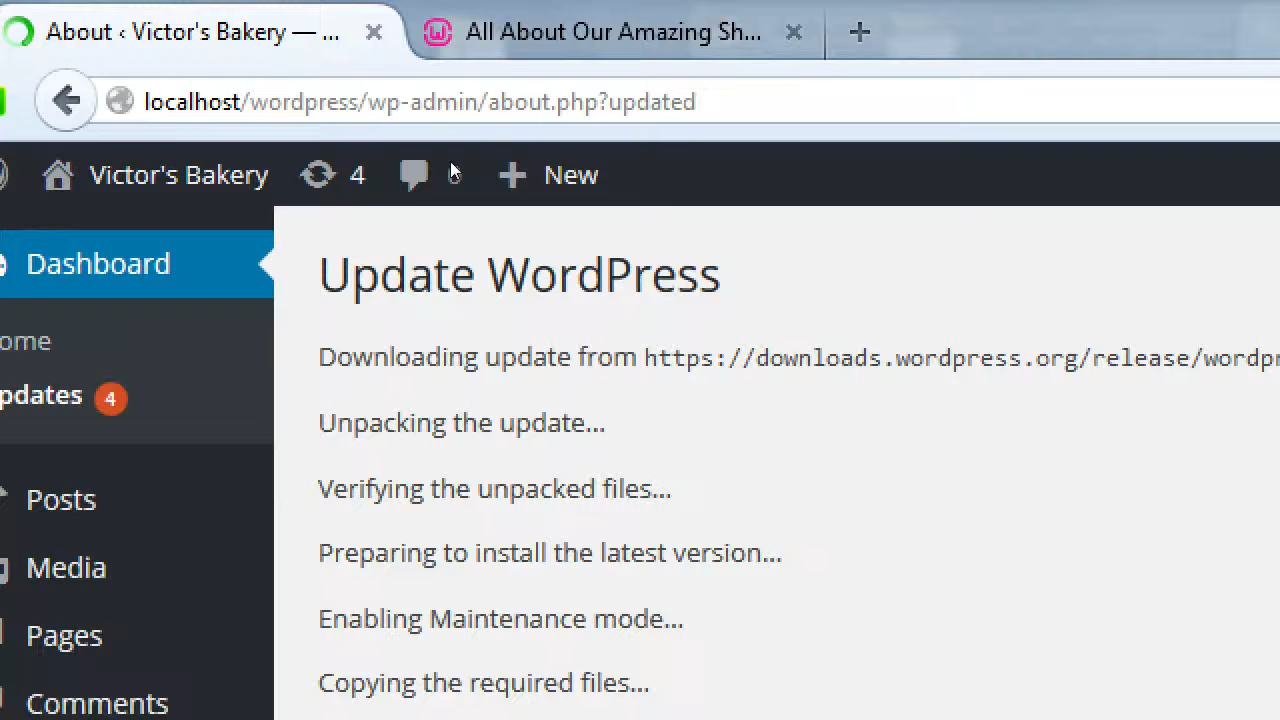 About ‹ Victor's Bakery — ...
All About Our Amazing Sh...
localhost/wordpress/wp-admin/about.php?updated
Victor's Bakery 4 New
Dashboard
Update WordPress
ome
Downloading update from https://downloads.wordpress.org/release/wordpr
pdates 4
Unpacking the update...
Verifying the unpacked files...
Posts
Preparing to install the latest version...
Media
Enabling Maintenance mode...
Pages
Copying the required files...
Comments